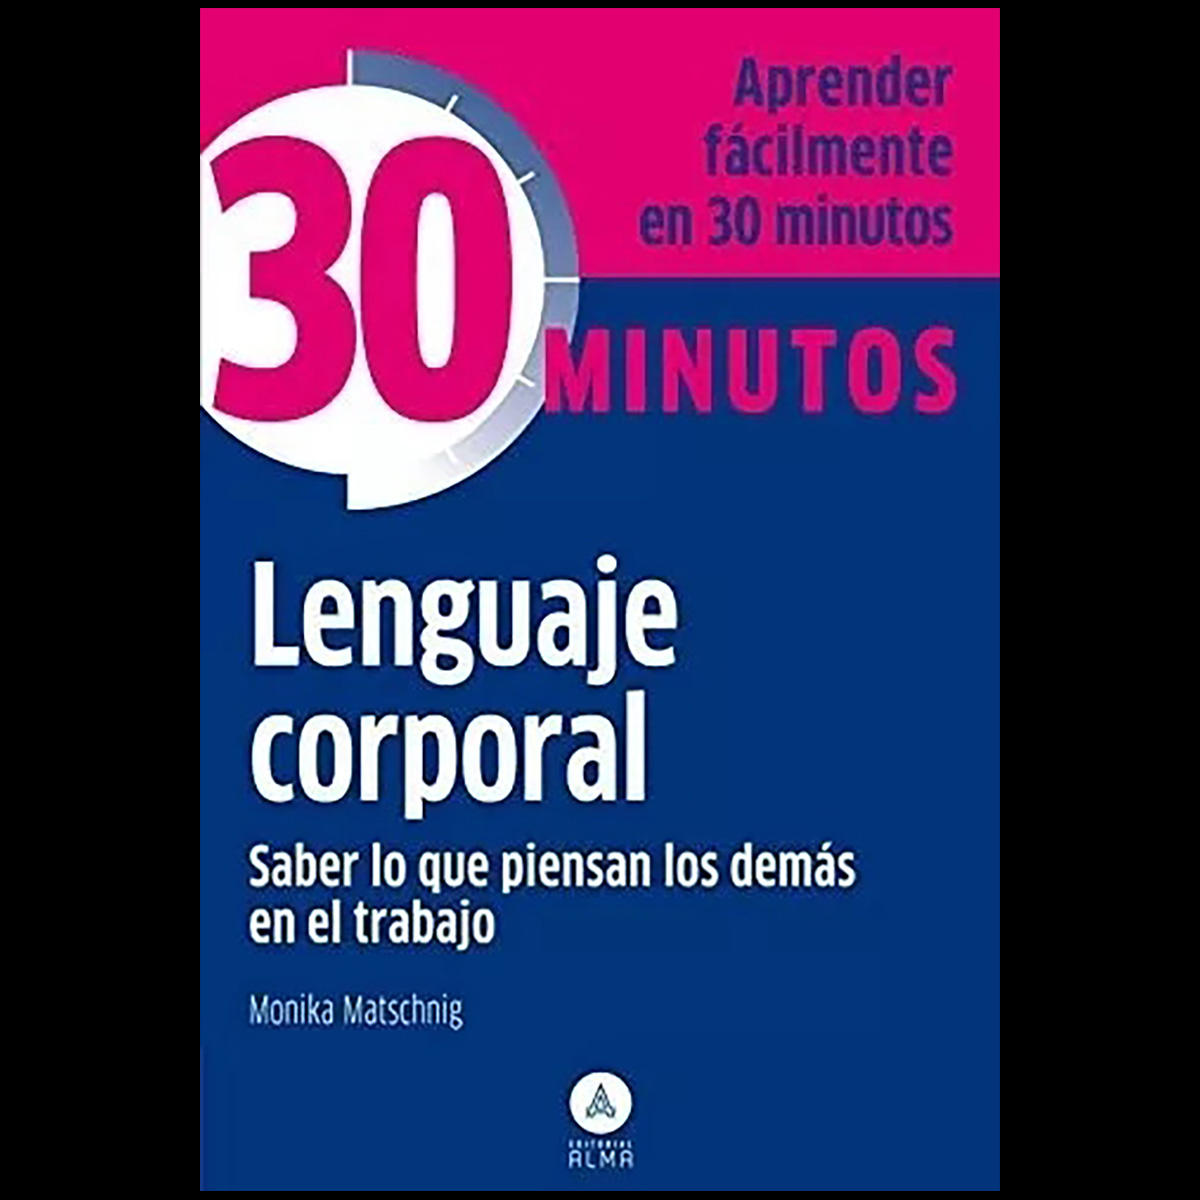 Aprender
fácilmente
en 30 minutos
30
MINUTOS
Lenguaje
corporal
Saber lo que piensan los demás
en el trabajo
Monika Matschnig
EDITORIAL
ALMA